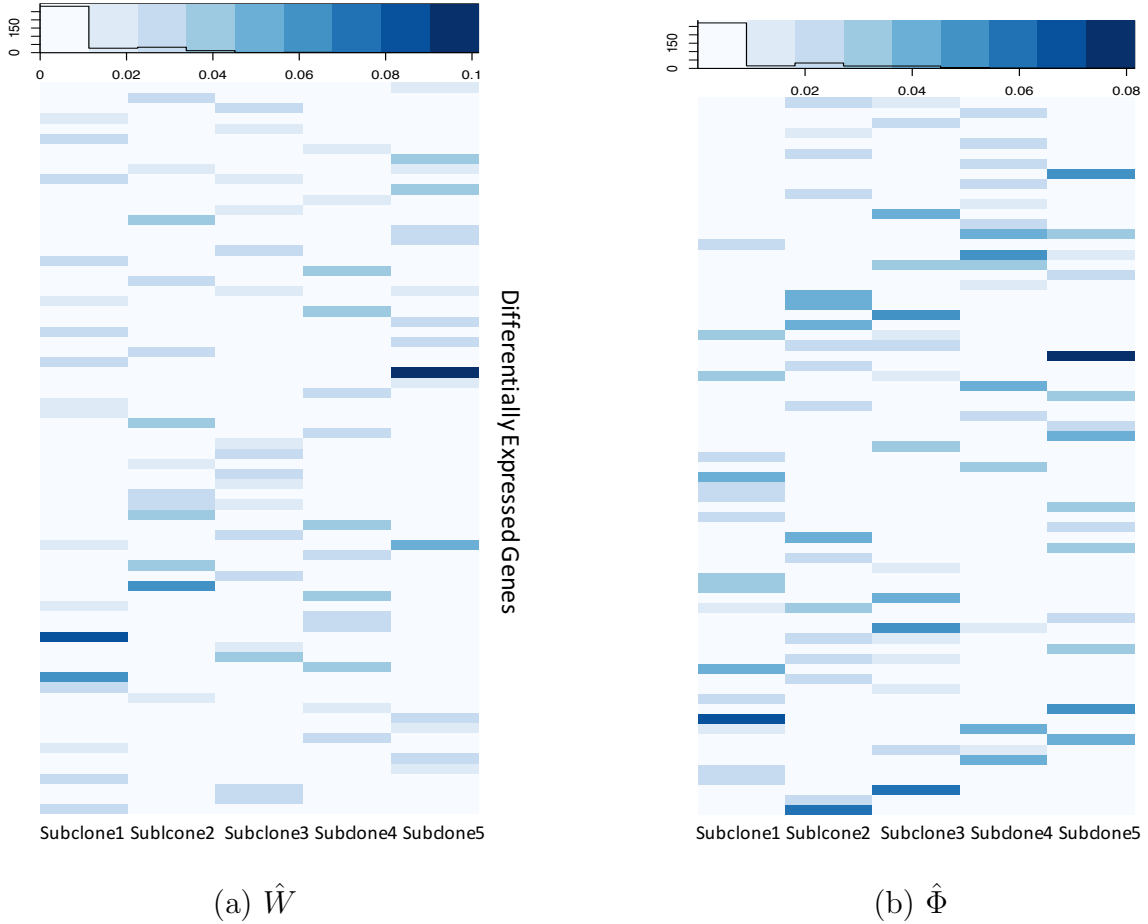 0 150
0 0.02 0.04 0.06 0.08 0.1
Differentially Expressed Genes
Subclone1 Sublcone2 Subclone3 Subclone4 Subclone5
(a) Ŵ
0 150
0.02 0.04 0.06 0.08
Subclone1 Sublcone2 Subclone3 Subclone4 Subclone5
(b) Φ̂